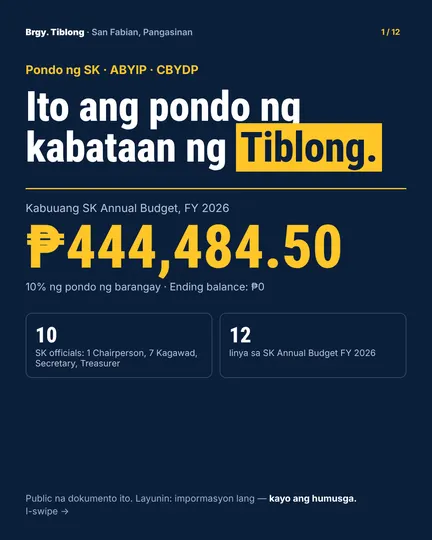 Brgy. Tiblong · San Fabian, Pangasinan
1 / 12
Pondo ng SK · ABYIP · CBYDP
Ito ang pondo ng
kabataan ng Tiblong.
Kabuuang SK Annual Budget, FY 2026
₱444,484.50
10% ng pondo ng barangay · Ending balance: ₱0
10
SK officials: 1 Chairperson, 7 Kagawad,
Secretary, Treasurer
12
linya sa SK Annual Budget FY 2026
Public na dokumento ito. Layunin: impormasyon lang — kayo ang humusga.
I-swipe →